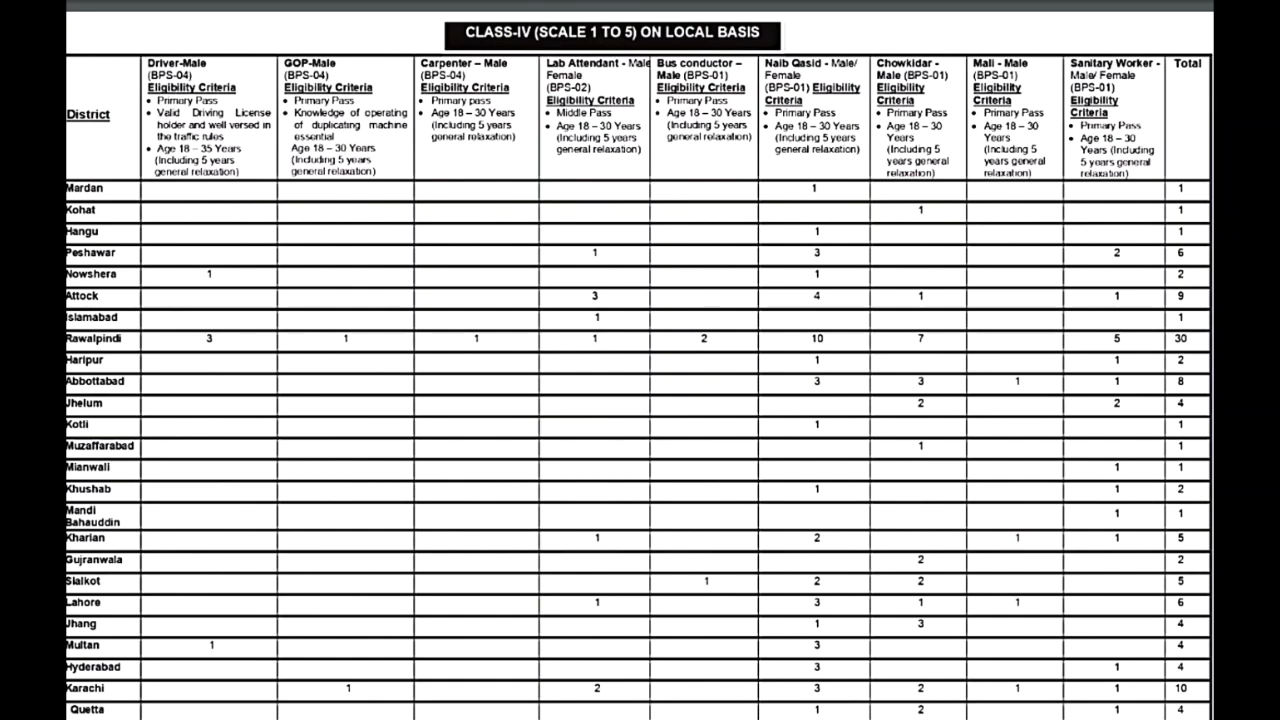 CLASS-IV (SCALE 1 TO 5) ON LOCAL BASIS
District
Driver-Male
(BPS-04)
Eligibility Criteria
• Primary Pass
• Valid Driving License
holder and well versed in
the traffic rules
• Age 18 – 35 Years
(Including 5 years
general relaxation)
GOP-Male
(BPS-04)
Eligibility Criteria
• Primary Pass
• Knowledge of operating
of duplicating machine
essential
Age 18 – 30 Years
(Including 5 years
general relaxation)
Carpenter – Male
(BPS-04)
Eligibility Criteria
• Primary pass
• Age 18 – 30 Years
(Including 5 years
general relaxation)
Lab Attendant - Male
Female
(BPS-02)
Eligibility Criteria
• Middle Pass
• Age 18 – 30 Years
(Including 5 years
general relaxation)
Bus conductor –
Male (BPS-01)
Eligibility Criteria
• Primary Pass
• Age 18 – 30 Years
(Including 5 years
general relaxation)
Naib Qasid - Male/
Female
(BPS-01) Eligibility
Criteria
• Primary Pass
• Age 18 – 30 Years
(Including 5 years
general relaxation)
Chowkidar -
Male (BPS-01)
Eligibility
Criteria
• Primary Pass
• Age 18 – 30
Years
(Including 5
years general
relaxation)
Mali - Male
(BPS-01)
Eligibility
Criteria
• Primary Pass
• Age 18 – 30
Years
(Including 5
years general
relaxation)
Sanitary Worker -
Male/ Female
(BPS-01)
Eligibility
Criteria
• Primary Pass
• Age 18 – 30
Years (Including
5 years general
relaxation)
Total
Mardan 1 1
Kohat 1 1
Hangu 1 1
Peshawar 1 3 2 6
Nowshera 1 1 2
Attock 3 4 1 1 9
Islamabad 1 1
Rawalpindi 3 1 1 1 2 10 7 5 30
Haripur 1 1 2
Abbottabad 3 3 1 1 8
Jhelum 2 2 4
Kotli 1 1
Muzaffarabad 1 1
Mianwali 1 1
Khushab 1 1 2
Mandi
Bahauddin 1 1
Kharian 1 2 1 1 5
Gujranwala 2 2
Sialkot 1 2 2 5
Lahore 1 3 1 1 6
Jhang 1 3 4
Multan 1 3 4
Hyderabad 3 1 4
Karachi 1 2 3 2 1 1 10
Quetta 1 2 1 4